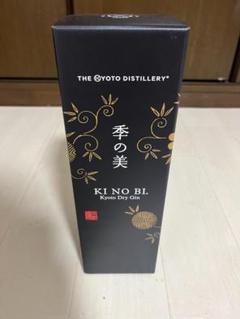 THE KYOTO DISTILLERY®
季の美
KI NO BI.
Kyoto Dry Gin